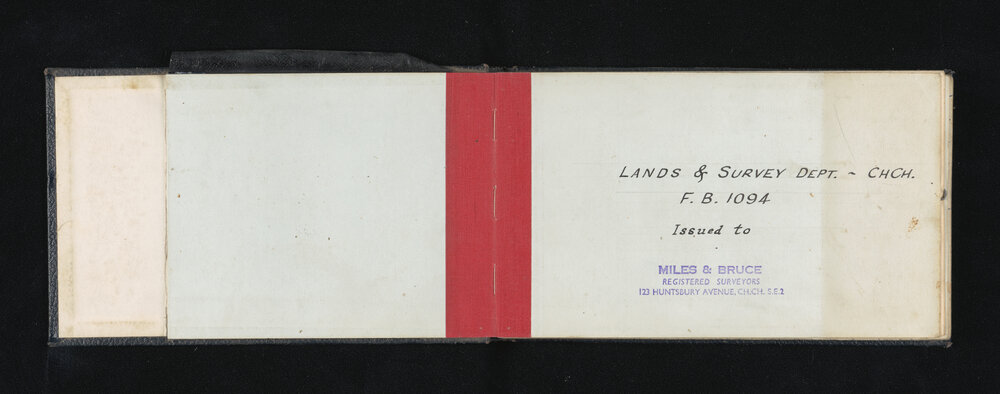 LANDS & SURVEY DEPT. - CHCH.
F. B. 1094
Issued to
MILES & BRUCE
REGISTERED SURVEYORS
123 HUNTSBURY AVENUE, CH.CH. S.E.2